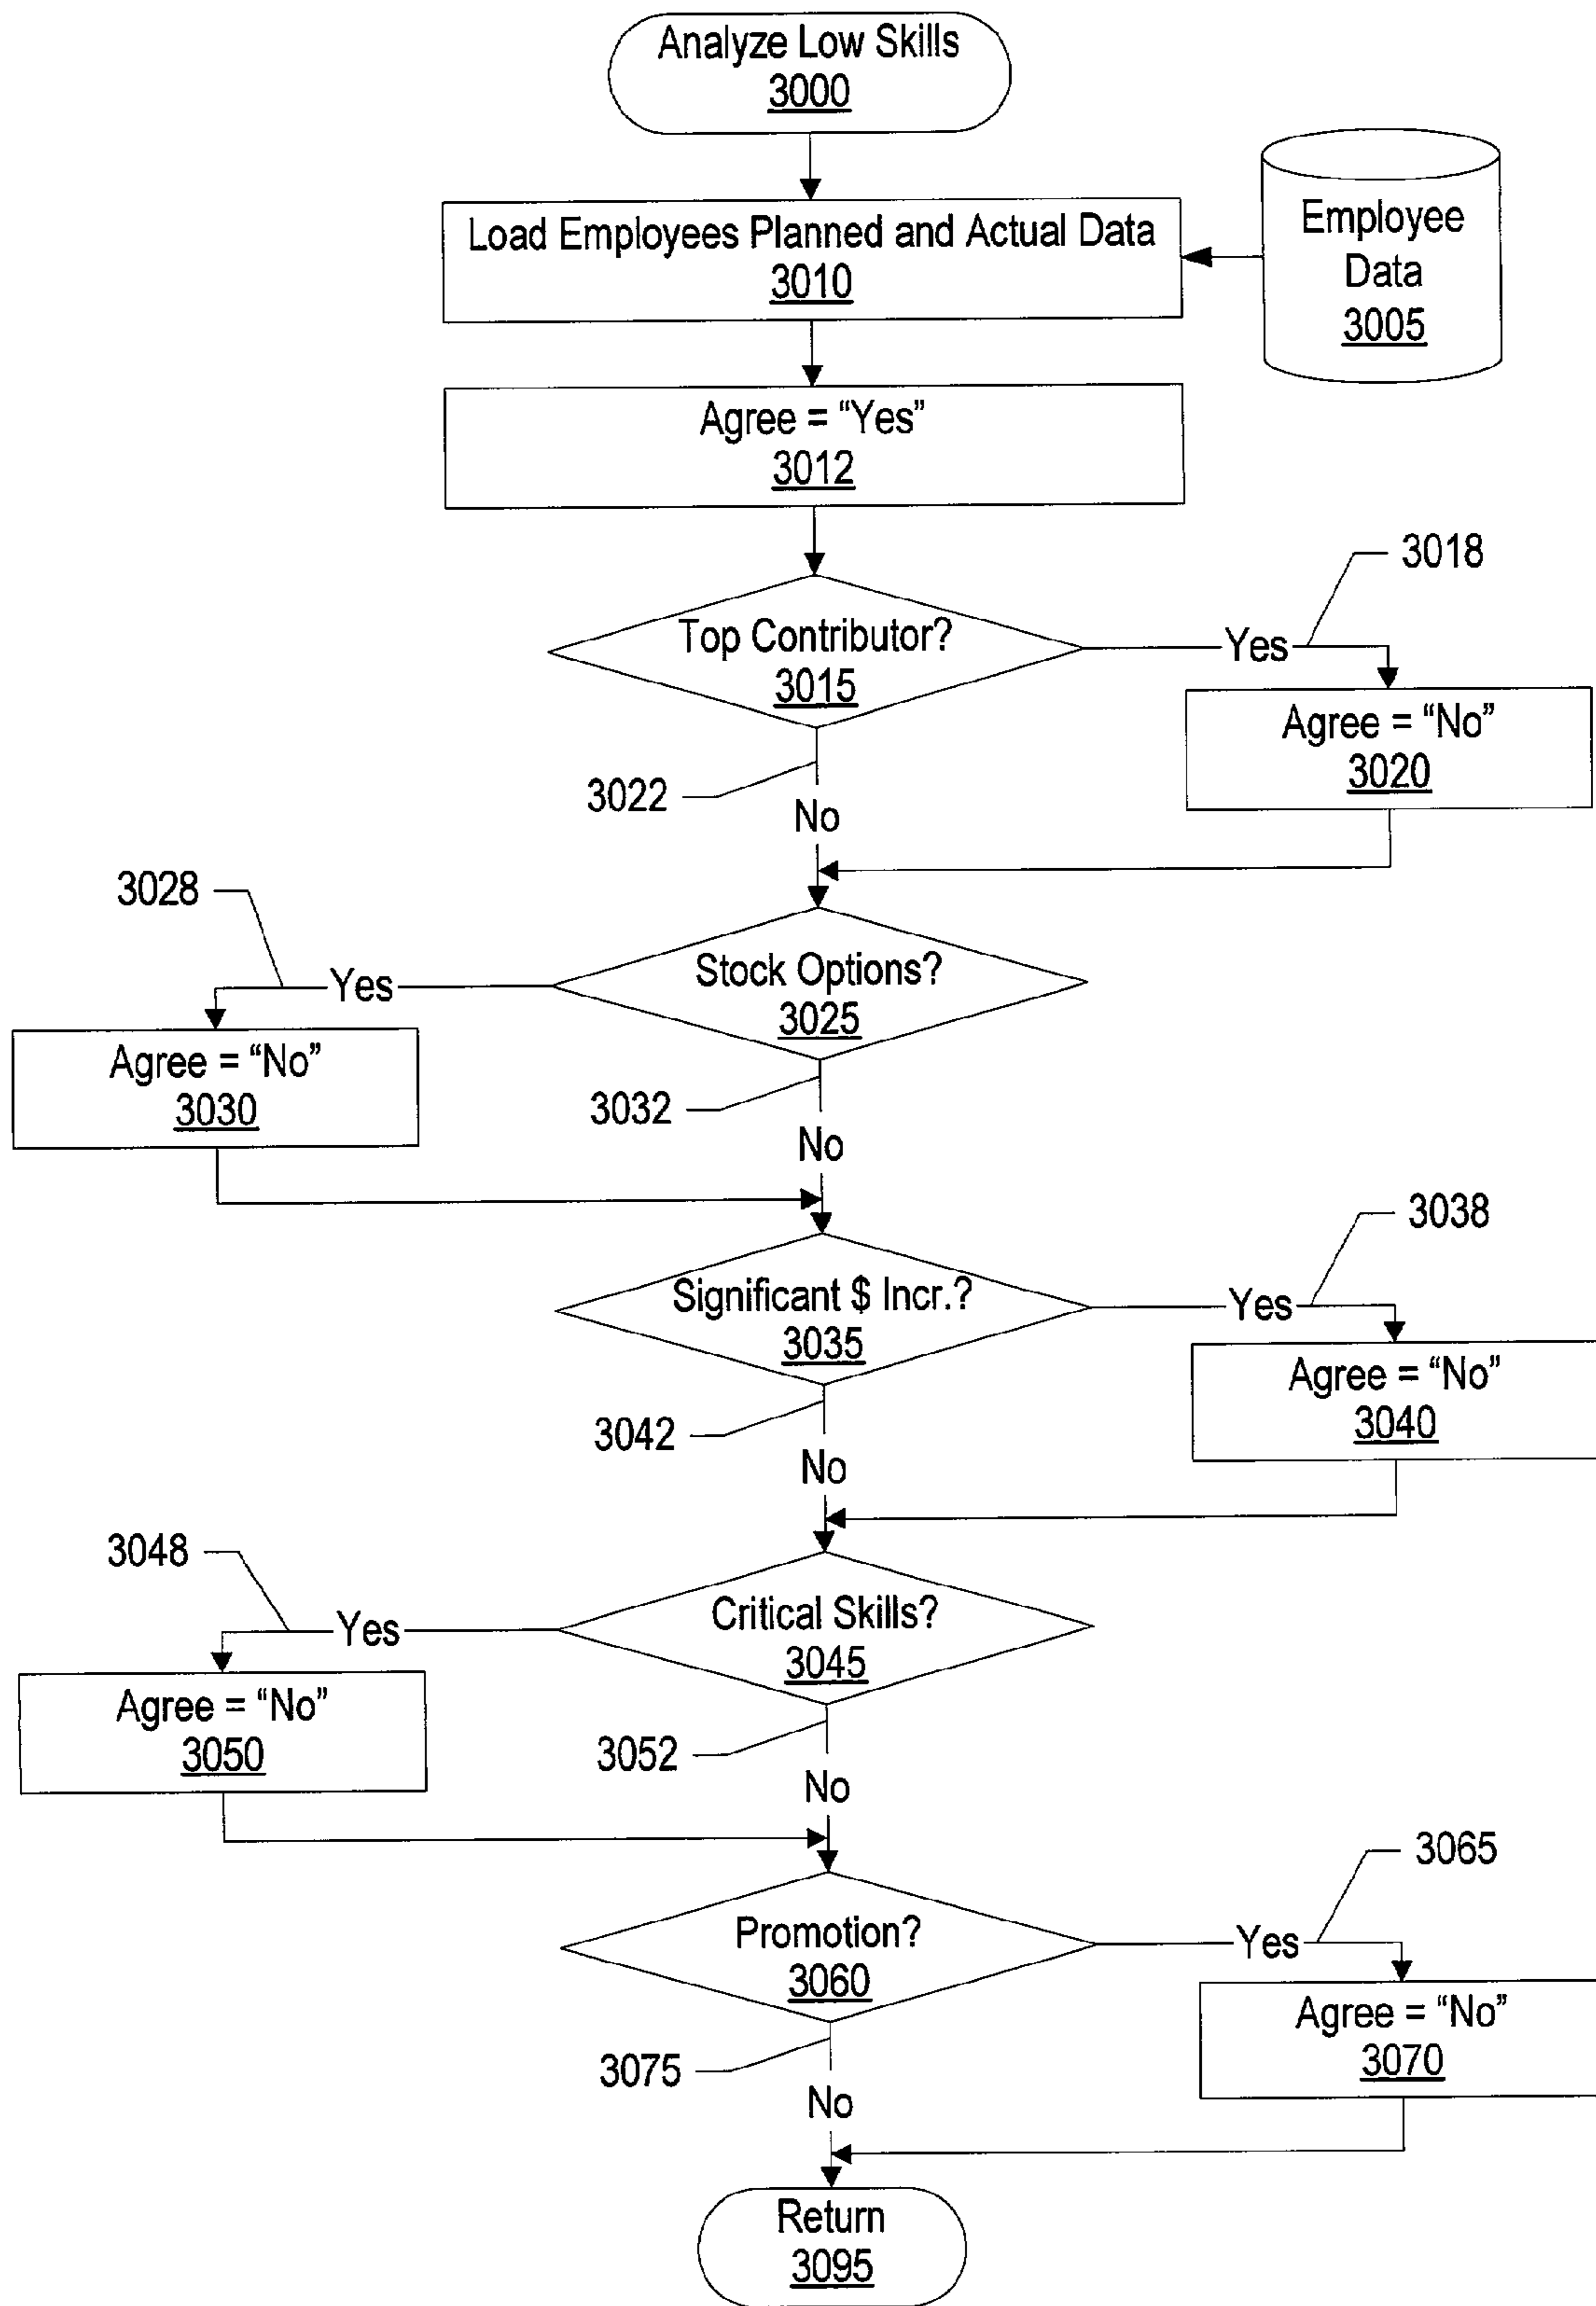 Analyze Low Skills
3000
Load Employees Planned and Actual Data
3010
Employee
Data
3005
Agree = “Yes”
3012
Top Contributor?
3015
Yes
3018
Agree = “No”
3020
3022
No
Stock Options?
3025
3028
Yes
Agree = “No”
3030
3032
No
Significant $ Incr.?
3035
Yes
3038
Agree = “No”
3040
3042
No
Critical Skills?
3045
3048
Yes
Agree = “No”
3050
3052
No
Promotion?
3060
Yes
3065
Agree = “No”
3070
3075
No
Return
3095